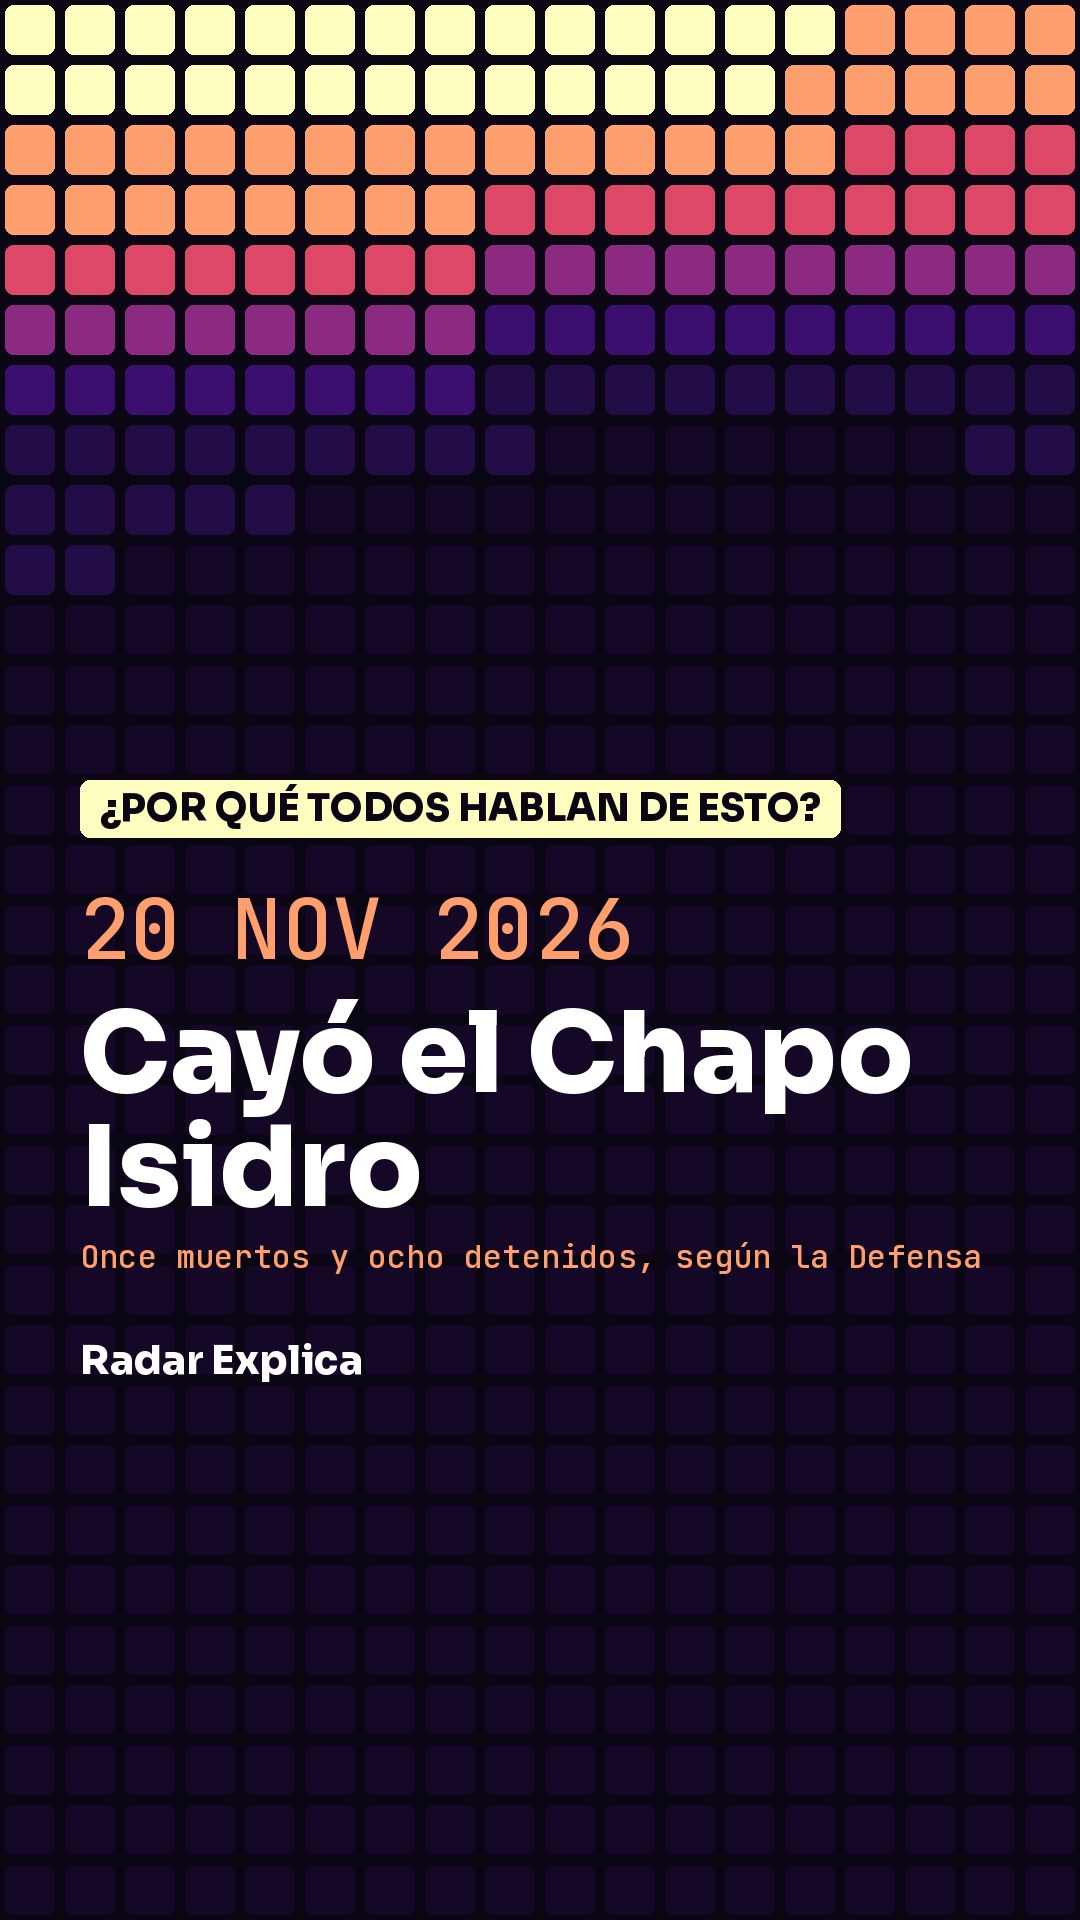 ¿POR QUÉ TODOS HABLAN DE ESTO?
20 NOV 2026
Cayó el Chapo
Isidro
Once muertos y ocho detenidos, según la Defensa
Radar Explica